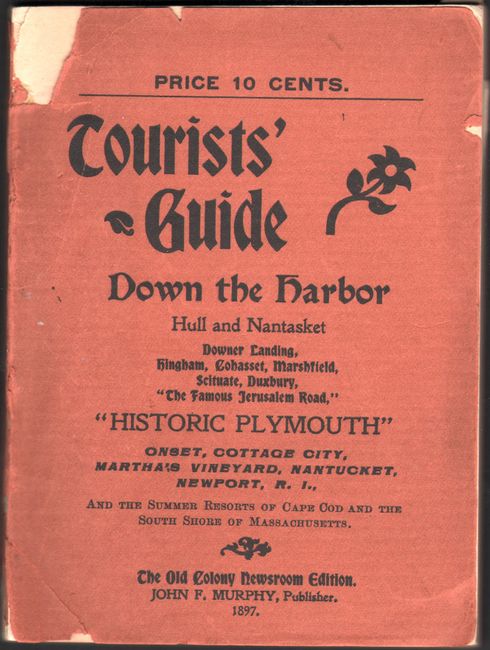 PRICE 10 CENTS.
Tourists'
Guide
Down the Harbor
Hull and Nantasket
Downer Landing,
Hingham, Cohasset, Marshfield,
Scituate, Duxbury,
"The Famous Jerusalem Road,"
"HISTORIC PLYMOUTH"
ONSET, COTTAGE CITY,
MARTHA'S VINEYARD, NANTUCKET,
NEWPORT, R. I.,
AND THE SUMMER RESORTS OF CAPE COD AND THE
SOUTH SHORE OF MASSACHUSETTS.
The Old Colony Newsroom Edition.
JOHN F. MURPHY, Publisher.
1897.